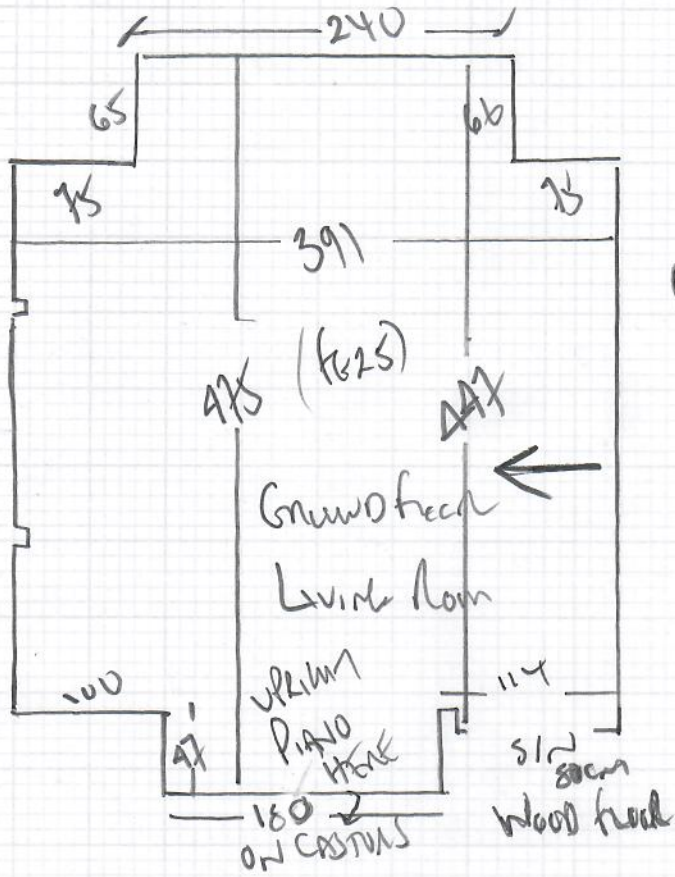 240
65
66
75
75
391
475
447
Ground floor
Living Room
100
114
47
UPRIGHT
PIANO
HERE
180
ON CASTORS
80cm
Wood floor